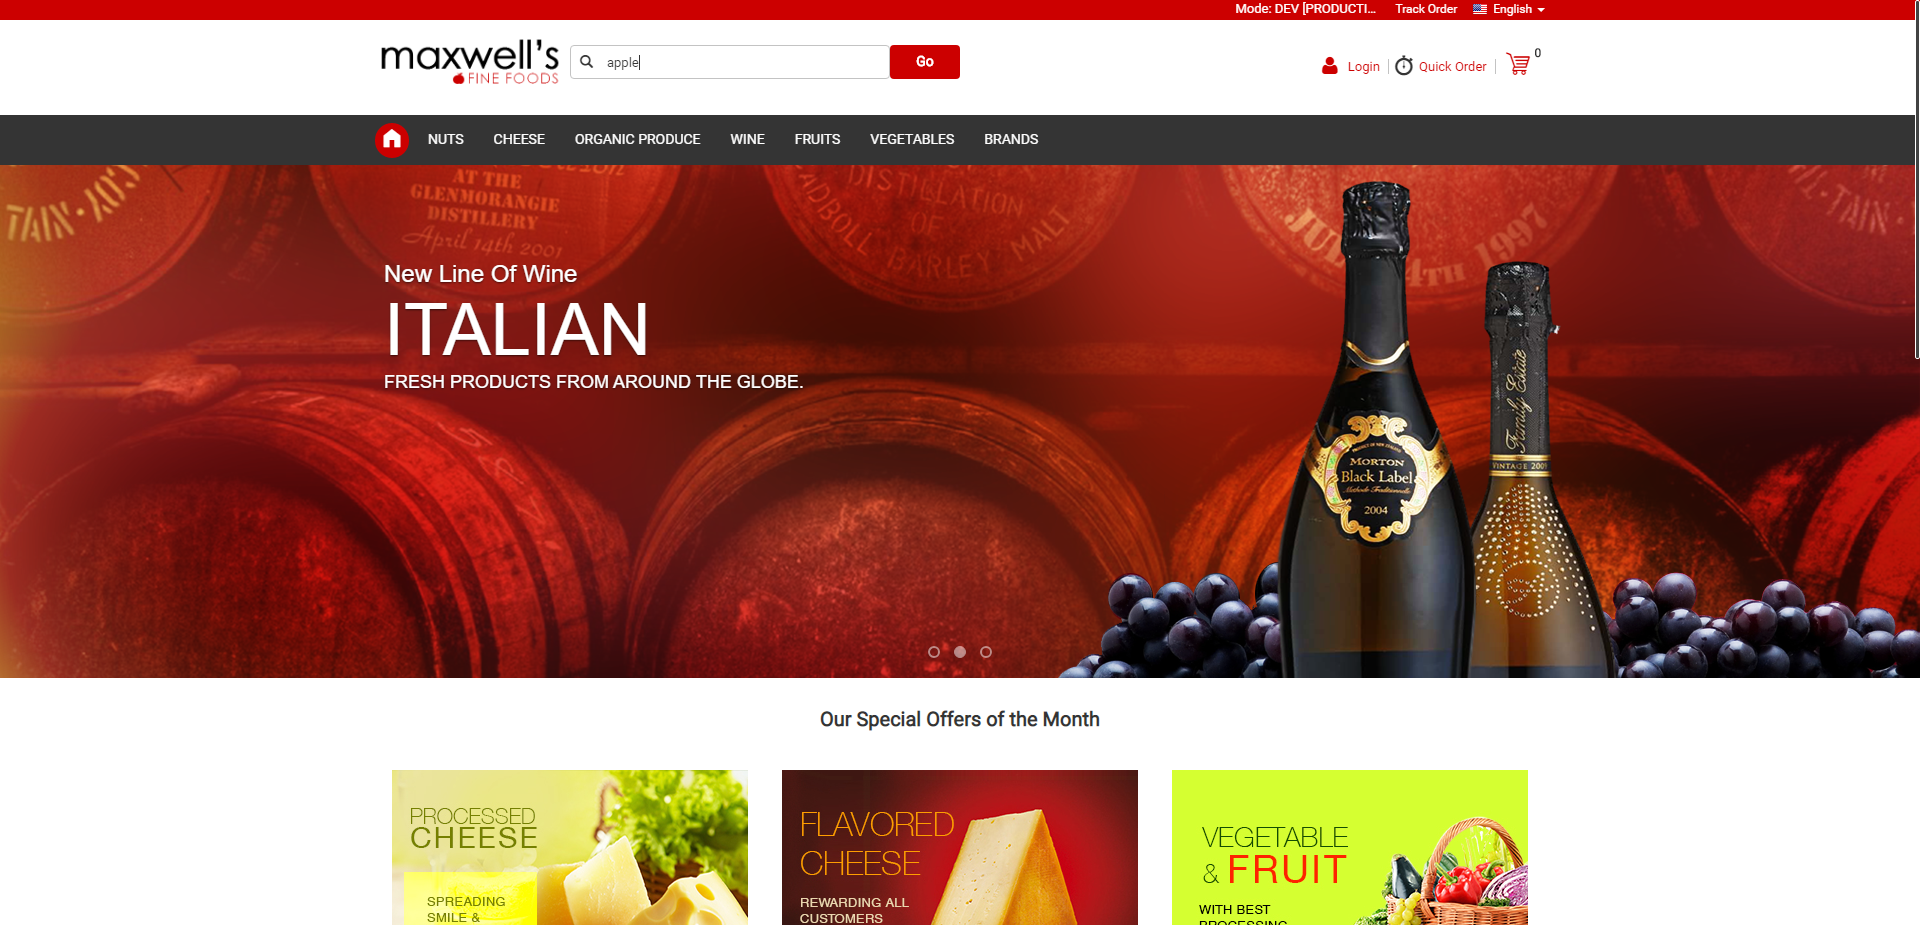 Mode: DEV [PRODUCTI... Track Order English
maxwell's
FINE FOODS
apple
Go
Login
Quick Order
0
NUTS CHEESE ORGANIC PRODUCE WINE FRUITS VEGETABLES BRANDS
AT THE
GLENMORANGIE
DISTILLERY
April 14th 2001
DISTILLATION
OF
BARLEY MALT
1997
New Line Of Wine
ITALIAN
FRESH PRODUCTS FROM AROUND THE GLOBE.
MORTON
Black Label
2004
Family Estate
VINTAGE 2009
Our Special Offers of the Month
PROCESSED
CHEESE
SPREADING
SMILE &
FLAVORED
CHEESE
REWARDING ALL
CUSTOMERS
VEGETABLE
& FRUIT
WITH BEST
PROCESSING